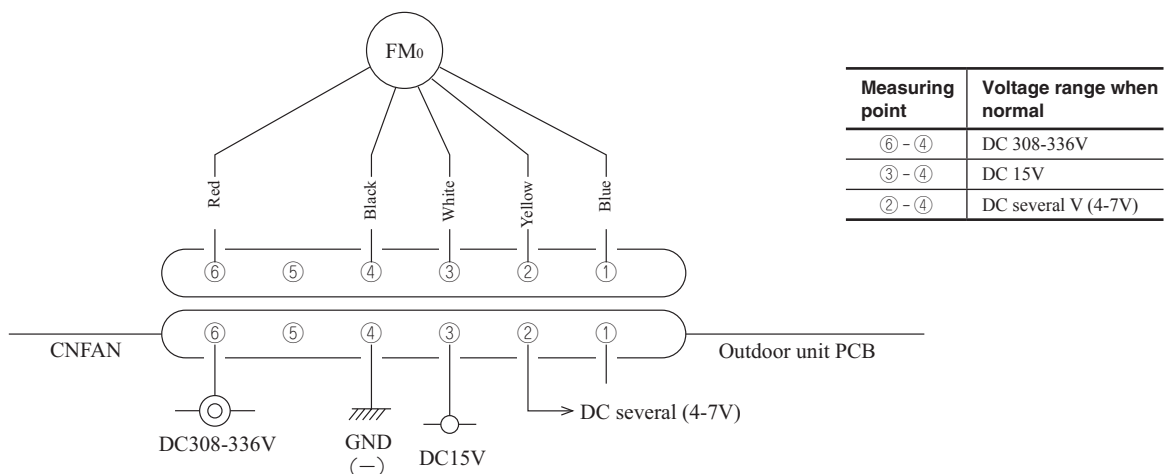 FM0
Red
Black
White
Yellow
Blue
⑥ ⑤ ④ ③ ② ①
⑥ ⑤ ④ ③ ② ①
CNFAN
Outdoor unit PCB
DC308-336V
GND
(−)
DC15V
DC several (4-7V)
Measuring point
Voltage range when normal
⑥ - ④ DC 308-336V
③ - ④ DC 15V
② - ④ DC several V (4-7V)